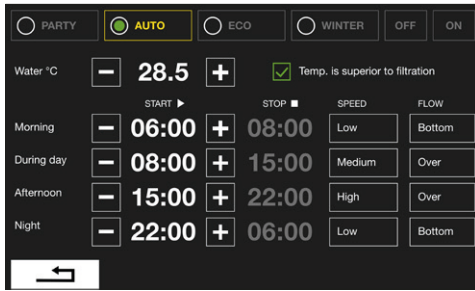 PARTY AUTO ECO WINTER OFF ON
Water °C − 28.5 + Temp. is superior to filtration
START ▶ STOP ■ SPEED FLOW
Morning − 06:00 + 08:00 Low Bottom
During day − 08:00 + 15:00 Medium Over
Afternoon − 15:00 + 22:00 High Over
Night − 22:00 + 06:00 Low Bottom